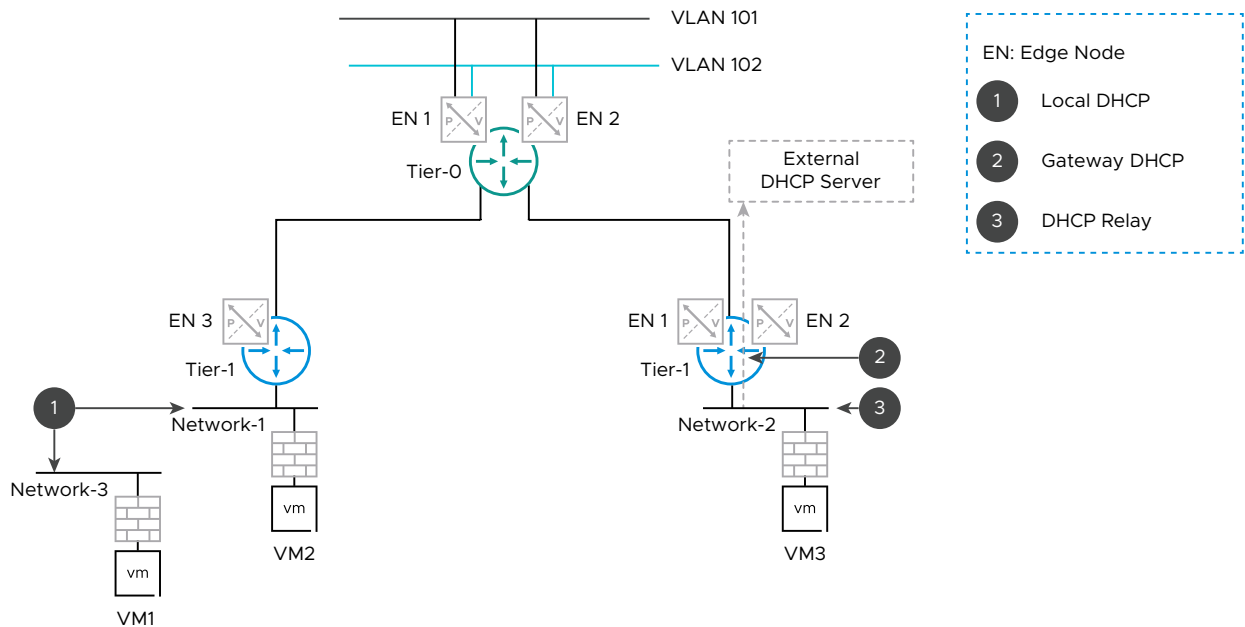 VLAN 101
VLAN 102
EN: Edge Node
1 Local DHCP
2 Gateway DHCP
3 DHCP Relay
EN 1
P V
P V
EN 2
Tier-0
External
DHCP Server
EN 3
P V
Tier-1
EN 1
P V
P V
EN 2
Tier-1
2
1
Network-1
Network-2
3
Network-3
vm
VM2
vm
VM3
vm
VM1